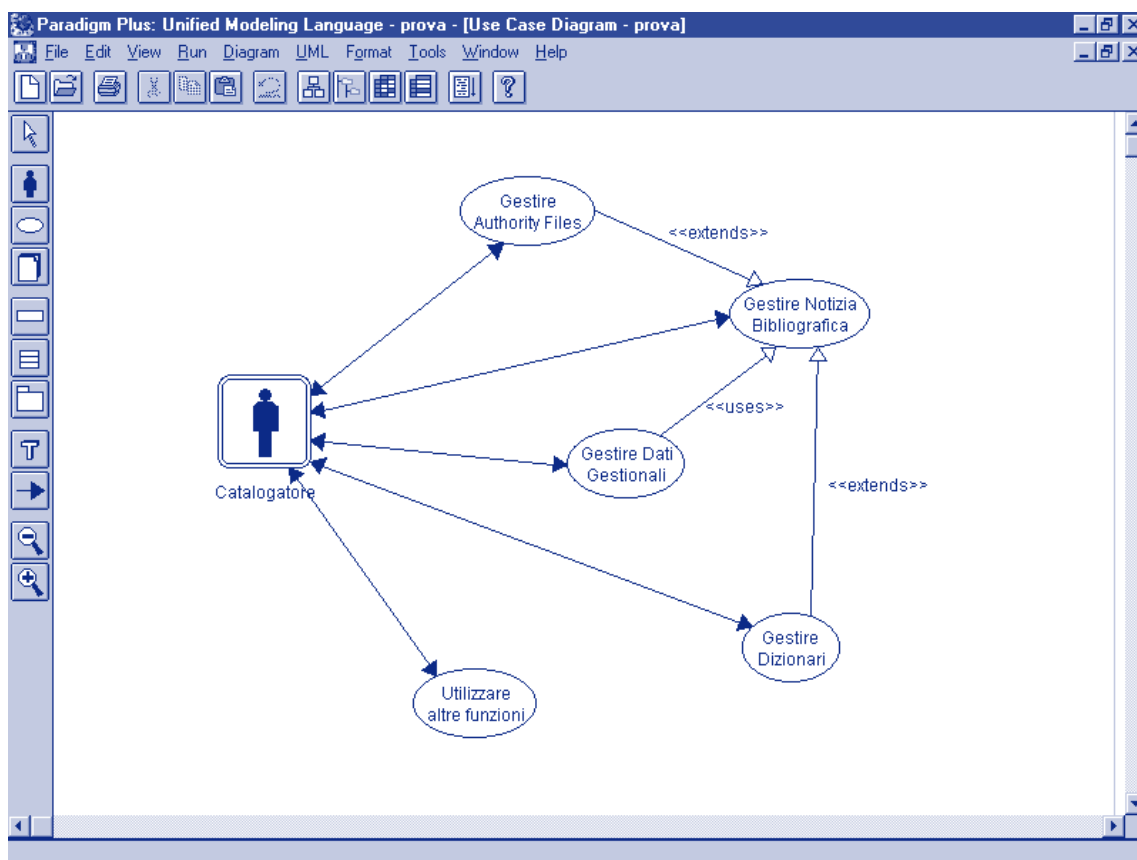 Paradigm Plus: Unified Modeling Language - prova - [Use Case Diagram - prova]
File Edit View Run Diagram UML Format Tools Window Help
Gestire
Authority Files
<<extends>>
Gestire Notizia
Bibliografica
<<uses>>
Gestire Dati
Gestionali
<<extends>>
Catalogatore
Gestire
Dizionari
Utilizzare
altre funzioni